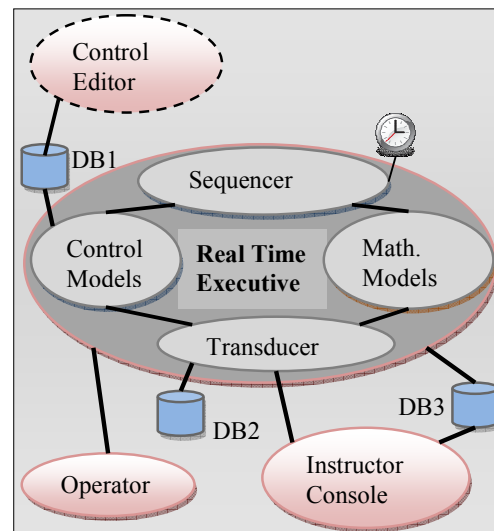 Control
Editor
DB1
Sequencer
Control
Models
Real Time
Executive
Math.
Models
Transducer
DB2
DB3
Operator
Instructor
Console